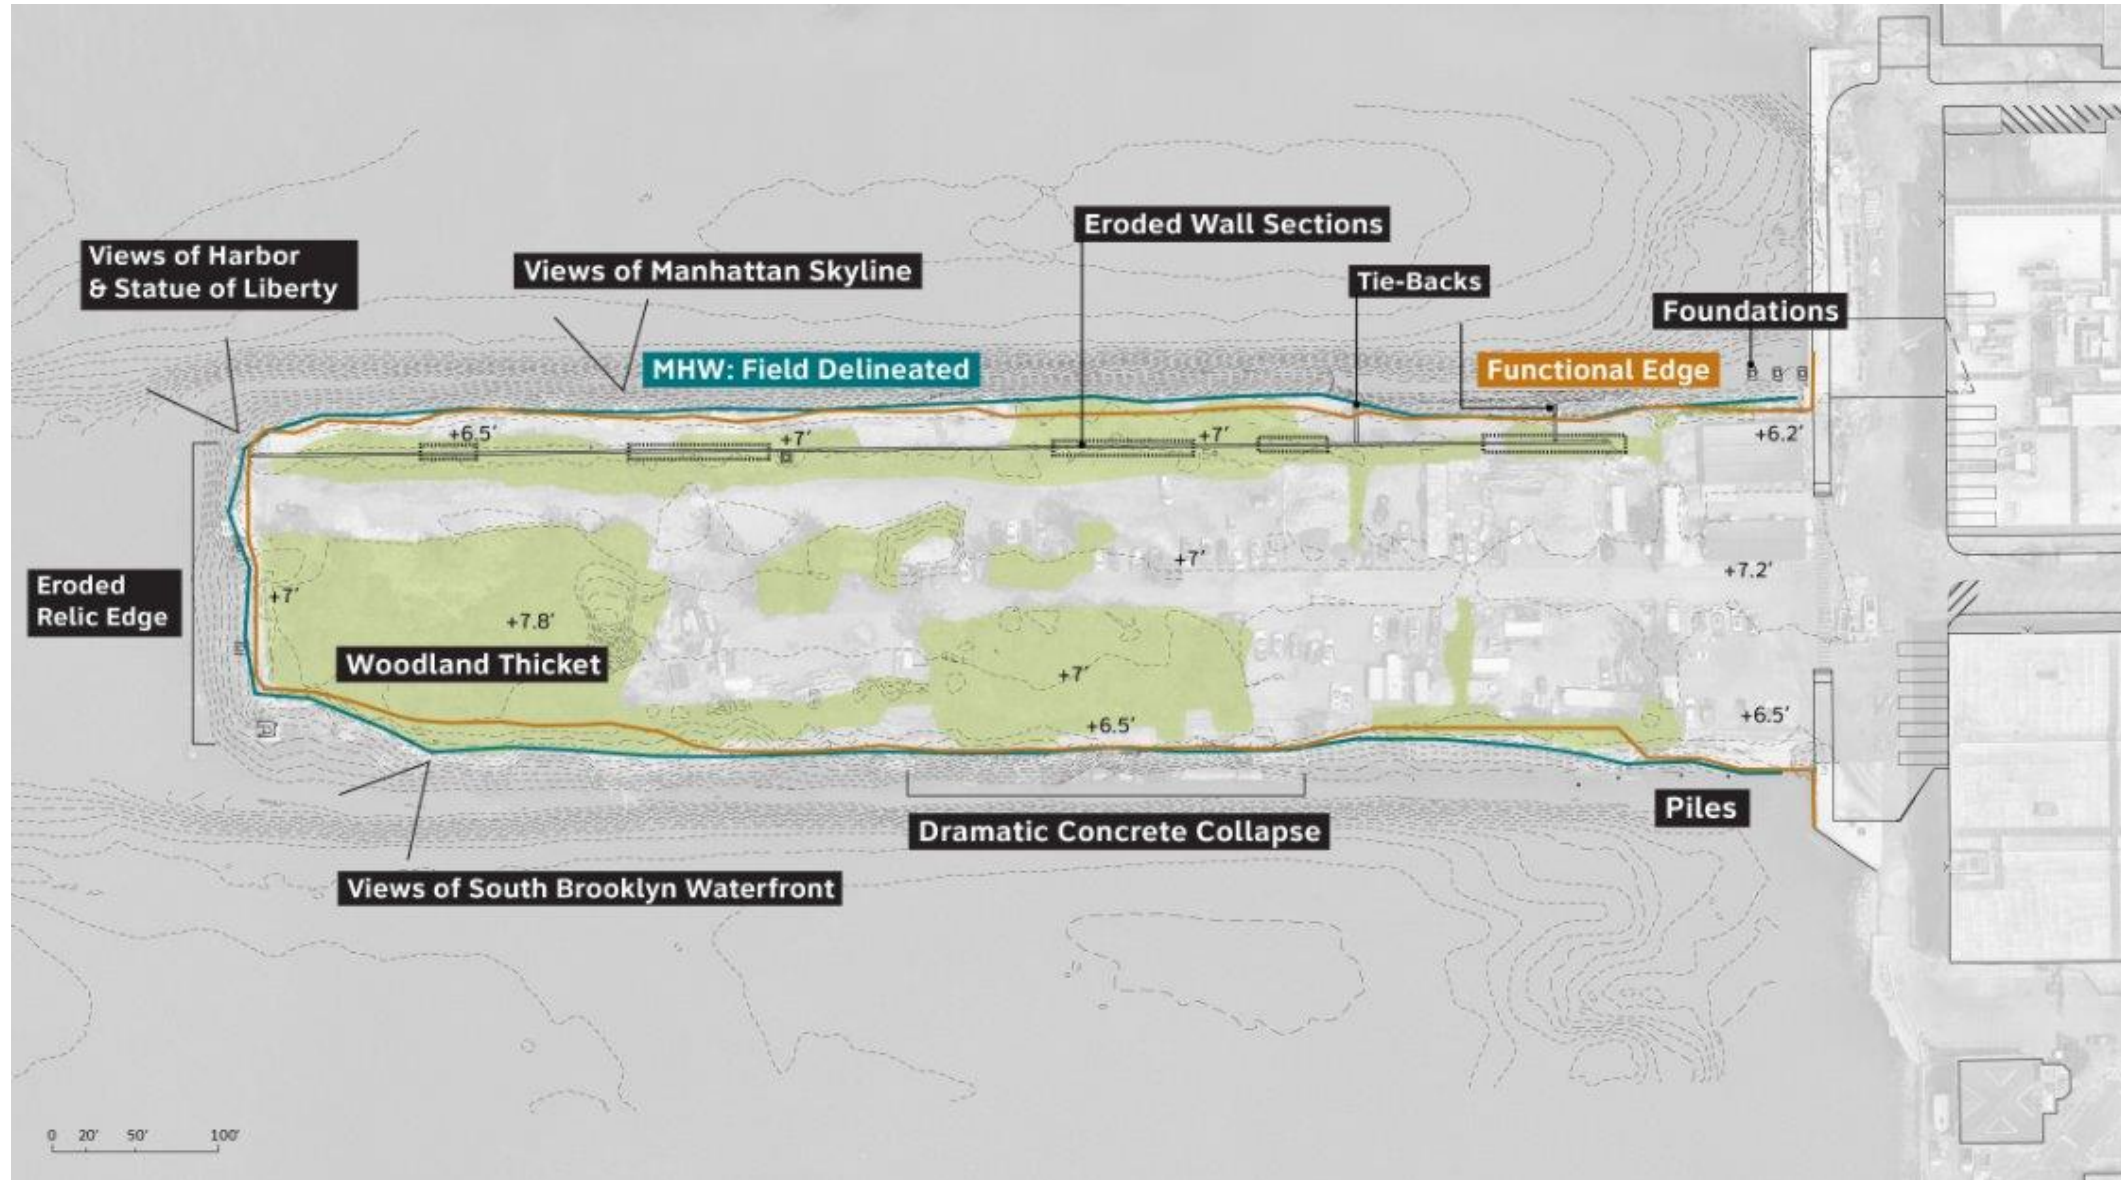 Eroded Wall Sections
Views of Harbor
& Statue of Liberty
Views of Manhattan Skyline
Tie-Backs
Foundations
MHW: Field Delineated
Functional Edge
+6.5′
+7′
+7′
+6.2′
+7′
+7.2′
Eroded
Relic Edge
+7′
+7.8′
Woodland Thicket
+7′
+6.5′
+6.5′
Piles
Dramatic Concrete Collapse
Views of South Brooklyn Waterfront
0 20′ 50′ 100′